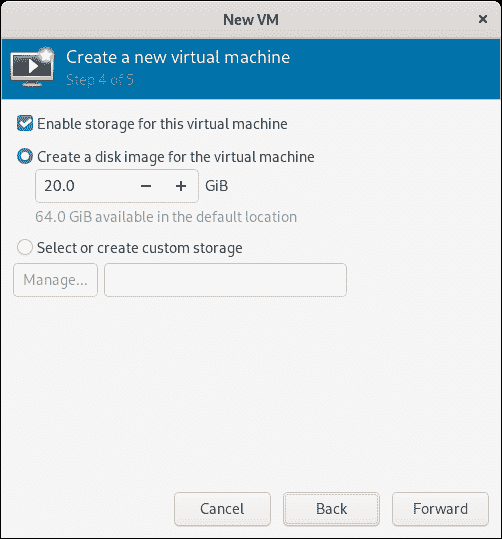 New VM
Create a new virtual machine
Step 4 of 5
Enable storage for this virtual machine
Create a disk image for the virtual machine
20.0 − + GiB
64.0 GiB available in the default location
Select or create custom storage
Manage...
Cancel Back Forward